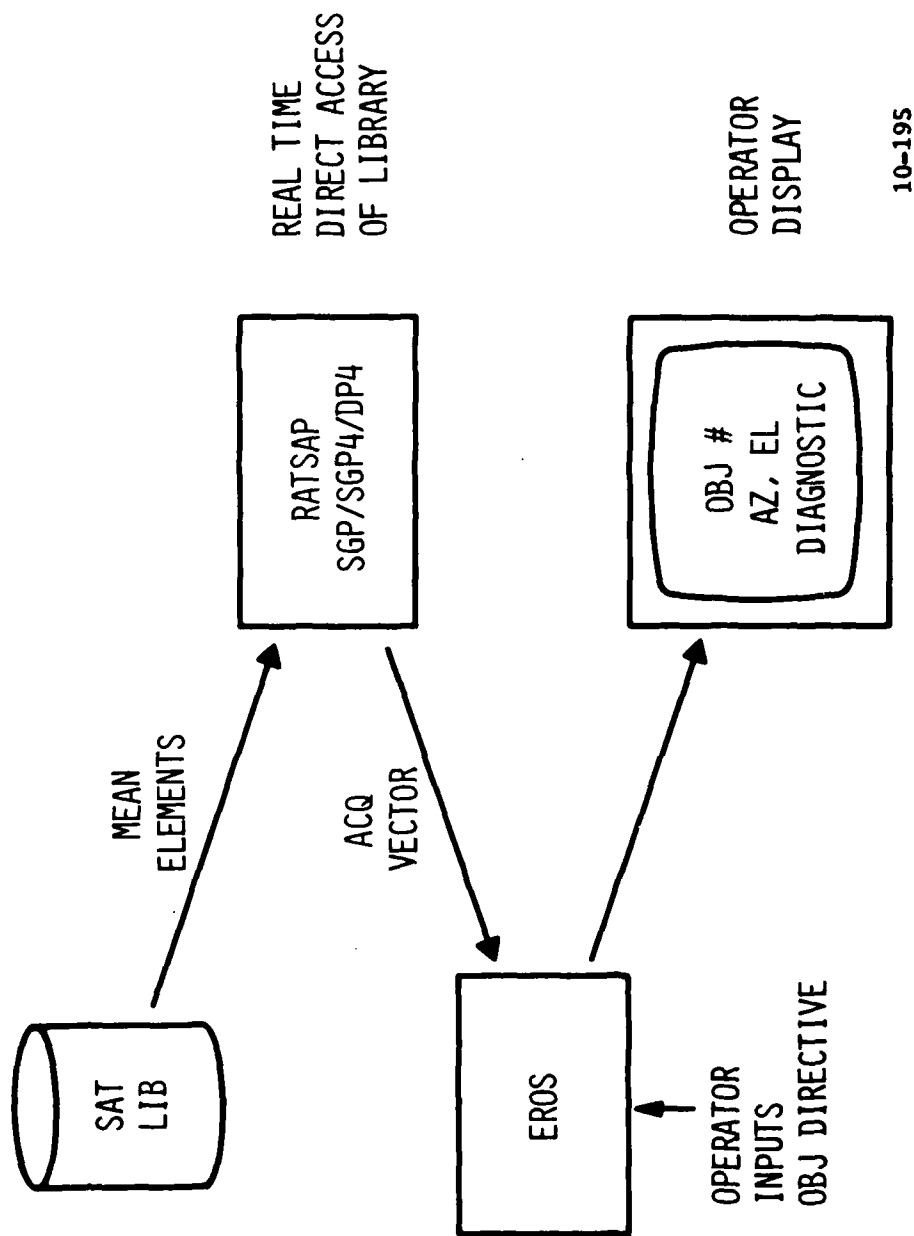 SAT
LIB
MEAN
ELEMENTS
RATSAP
SGP/SGP4/DP4
REAL TIME
DIRECT ACCESS
OF LIBRARY
ACQ
VECTOR
EROS
OPERATOR
INPUTS
OBJ DIRECTIVE
OBJ #
AZ, EL
DIAGNOSTIC
OPERATOR
DISPLAY
10-195